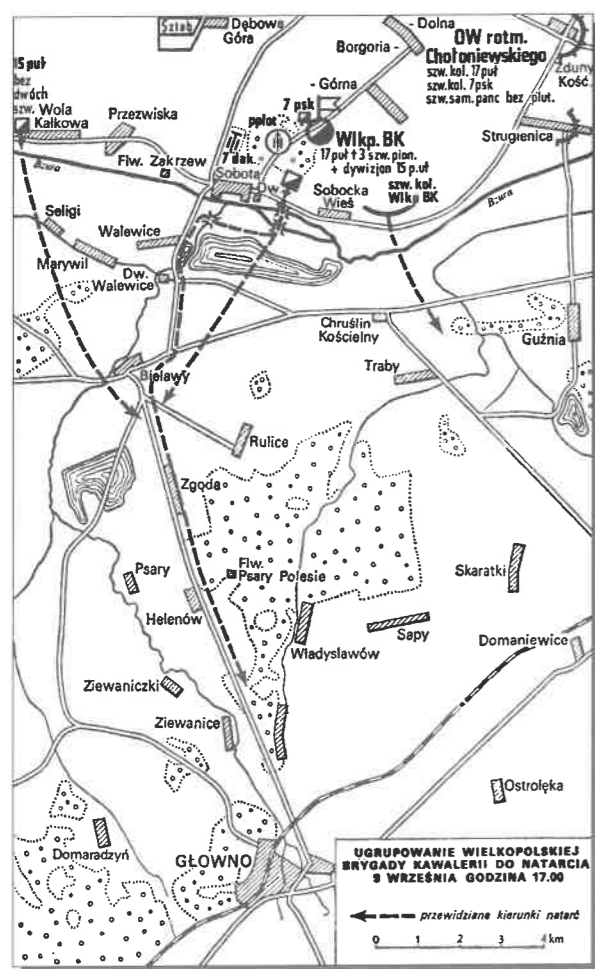 Sztab
Dębowa
Góra
- Dolna
Borgoria -
OW rotm.
Chołoniewskiego
szw. kol. 17puł
szw. kol. 7psk
szw. sam. panc bez plut.
Zduny
Kość.
15 puł
bez
dwóch
szw.
Wola
Kałkowa
Przezwiska
- Górna
7 psk
pplot
Wlkp. BK
17 puł + 3 szw. pion.
+ dywizjon 15 p.uł
Strugienica
7 dak.
Flw. Zakrzew
Bzura
Sobota
Dw.
Sobocka
Wieś
szw. kol.
Wlkp BK
Bzura
Seligi
Walewice
Marywil
Dw.
Walewice
Chruślin
Kościelny
Guźnia
Bielawy
Traby
Rulice
Zgoda
Psary
Flw.
Psary Polesie
Skaratki
Helenów
Władysławów
Sapy
Domaniewice
Ziewaniczki
Ziewanice
Ostrołęka
Domaradzyń
GŁOWNO
UGRUPOWANIE WIELKOPOLSKIEJ
BRYGADY KAWALERII DO NATARCIA
9 WRZEŚNIA GODZINA 17.00
przewidziane kierunki natarć
0 1 2 3 4 km